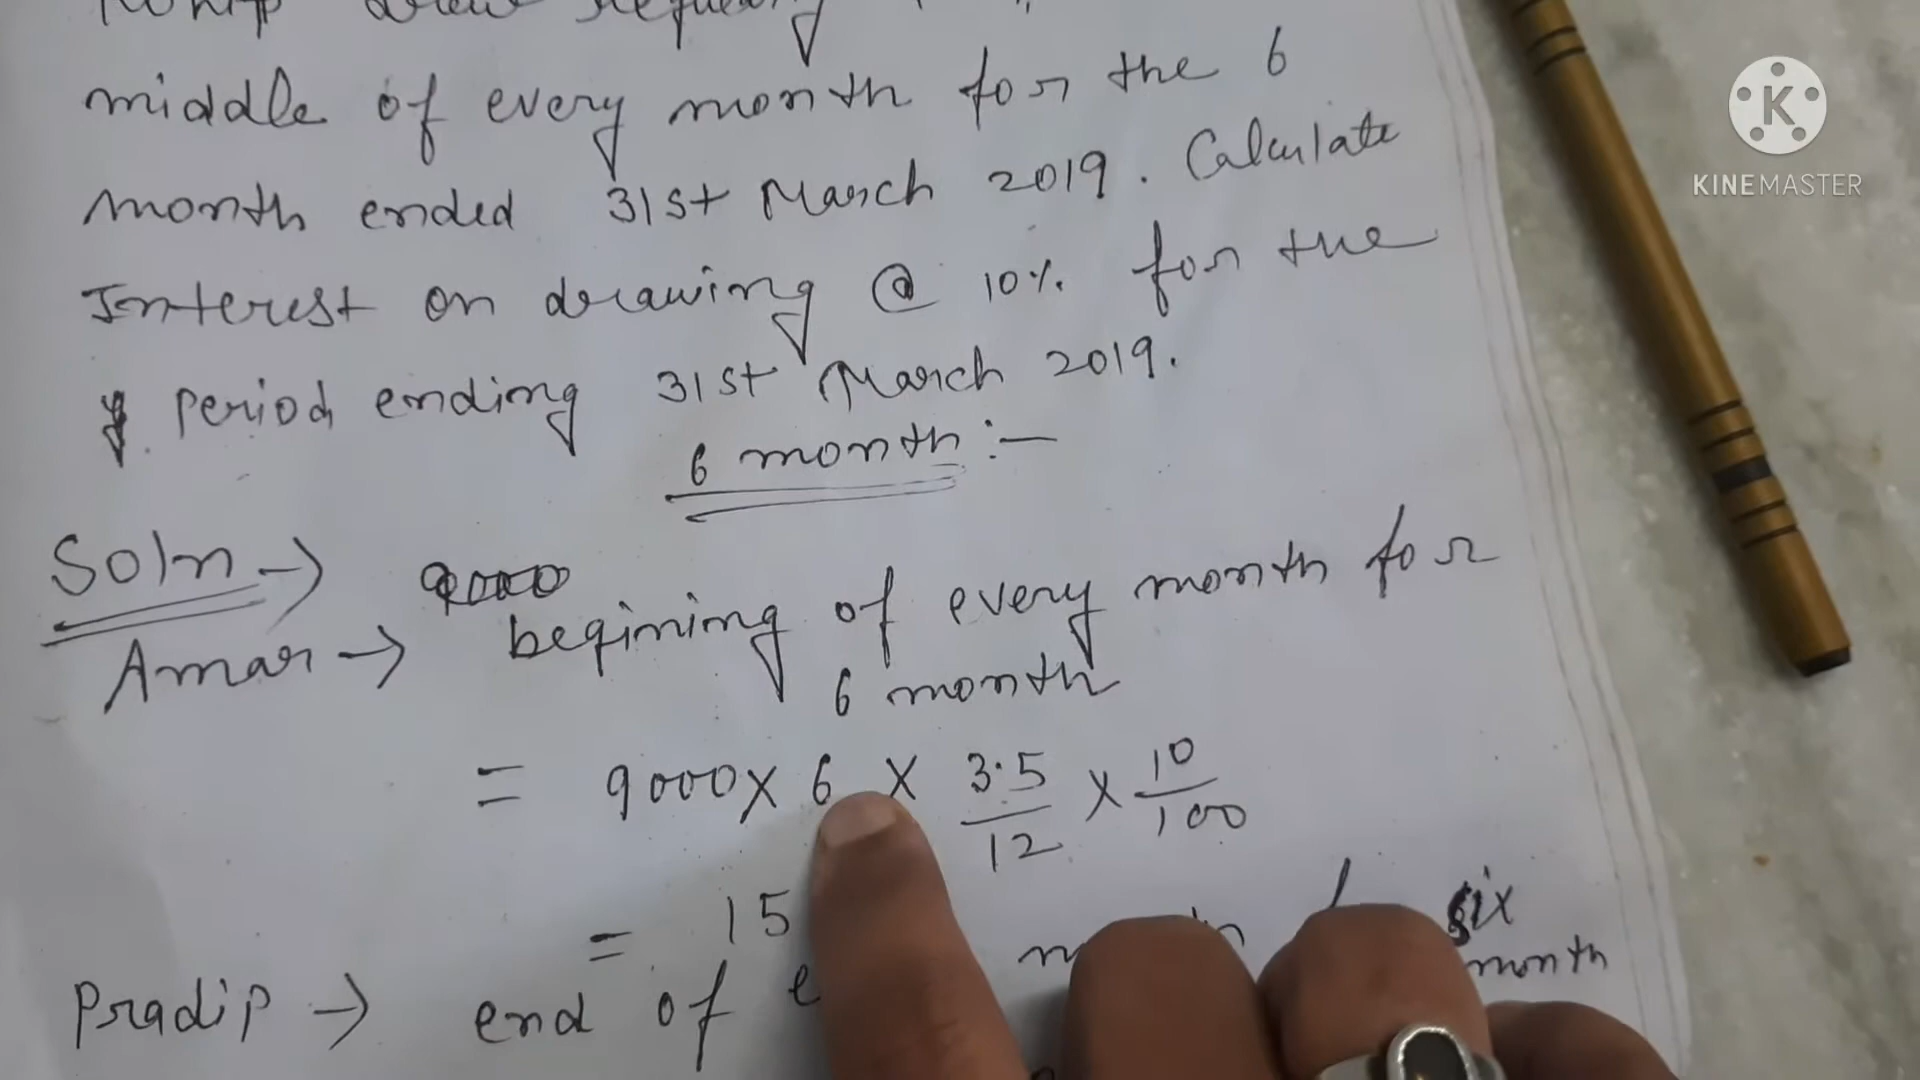 middle of every month for the 6
month ended 31st March 2019. Calculate
Interest on drawing @ 10% for the
period ending 31st March 2019.
6 month :-
Soln →
9000
Amar → begining of every month for
6 month
= 9000 × 6 × 3.5/12 × 10/100
= 15
Pradip → end of e
six
month
KINEMASTER